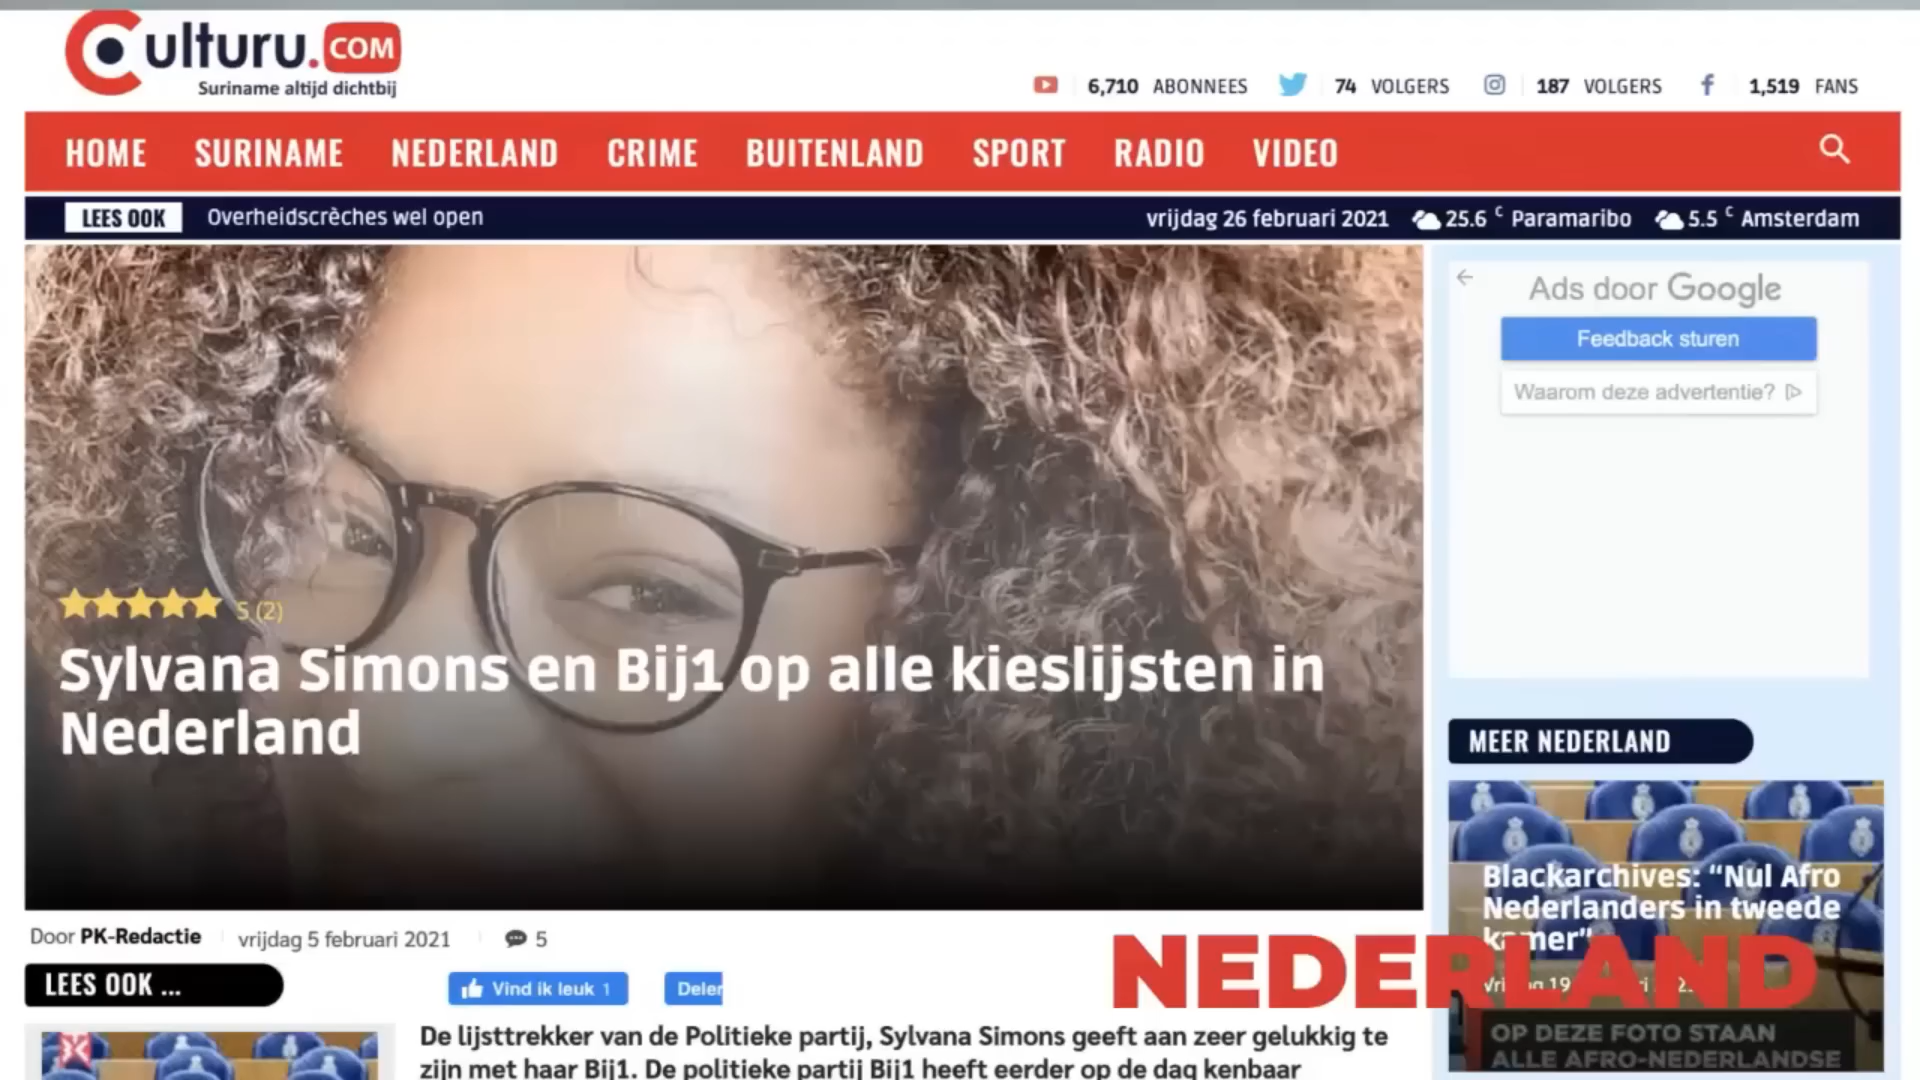 Culturu.COM
Suriname altijd dichtbij
6,710 ABONNEES 74 VOLGERS 187 VOLGERS 1,519 FANS
HOME SURINAME NEDERLAND CRIME BUITENLAND SPORT RADIO VIDEO
LEES OOK Overheidscrèches wel open
vrijdag 26 februari 2021 25.6 C Paramaribo 5.5 C Amsterdam
Ads door Google
Feedback sturen
Waarom deze advertentie?
5 (2)
Sylvana Simons en Bij1 op alle kieslijsten in
Nederland
Door PK-Redactie vrijdag 5 februari 2021 5
LEES OOK ...
Vind ik leuk 1 Deler
De lijsttrekker van de Politieke partij, Sylvana Simons geeft aan zeer gelukkig te
zijn met haar Bij1. De politieke partij Bij1 heeft eerder op de dag kenbaar
MEER NEDERLAND
Blackarchives: “Nul Afro
Nederlanders in tweede
kamer”
NEDERLAND
OP DEZE FOTO STAAN
ALLE AFRO-NEDERLANDSE